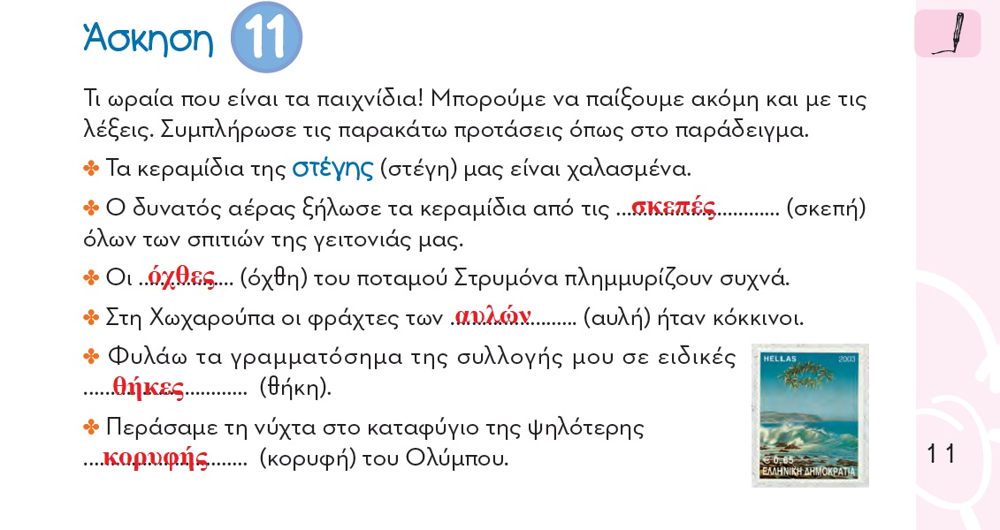 Άσκηση 11
Τι ωραία που είναι τα παιχνίδια! Μπορούμε να παίξουμε ακόμη και με τις
λέξεις. Συμπλήρωσε τις παρακάτω προτάσεις όπως στο παράδειγμα.
✤ Τα κεραμίδια της στέγης (στέγη) μας είναι χαλασμένα.
✤ Ο δυνατός αέρας ξήλωσε τα κεραμίδια από τις ...σκεπές... (σκεπή)
όλων των σπιτιών της γειτονιάς μας.
✤ Οι ...όχθες... (όχθη) του ποταμού Στρυμόνα πλημμυρίζουν συχνά.
✤ Στη Χωχαρούπα οι φράχτες των ...αυλών... (αυλή) ήταν κόκκινοι.
✤ Φυλάω τα γραμματόσημα της συλλογής μου σε ειδικές
...θήκες... (θήκη).
✤ Περάσαμε τη νύχτα στο καταφύγιο της ψηλότερης
...κορυφής... (κορυφή) του Ολύμπου.
HELLAS 2003
€ 0,65
ΕΛΛΗΝΙΚΗ ΔΗΜΟΚΡΑΤΙΑ
11